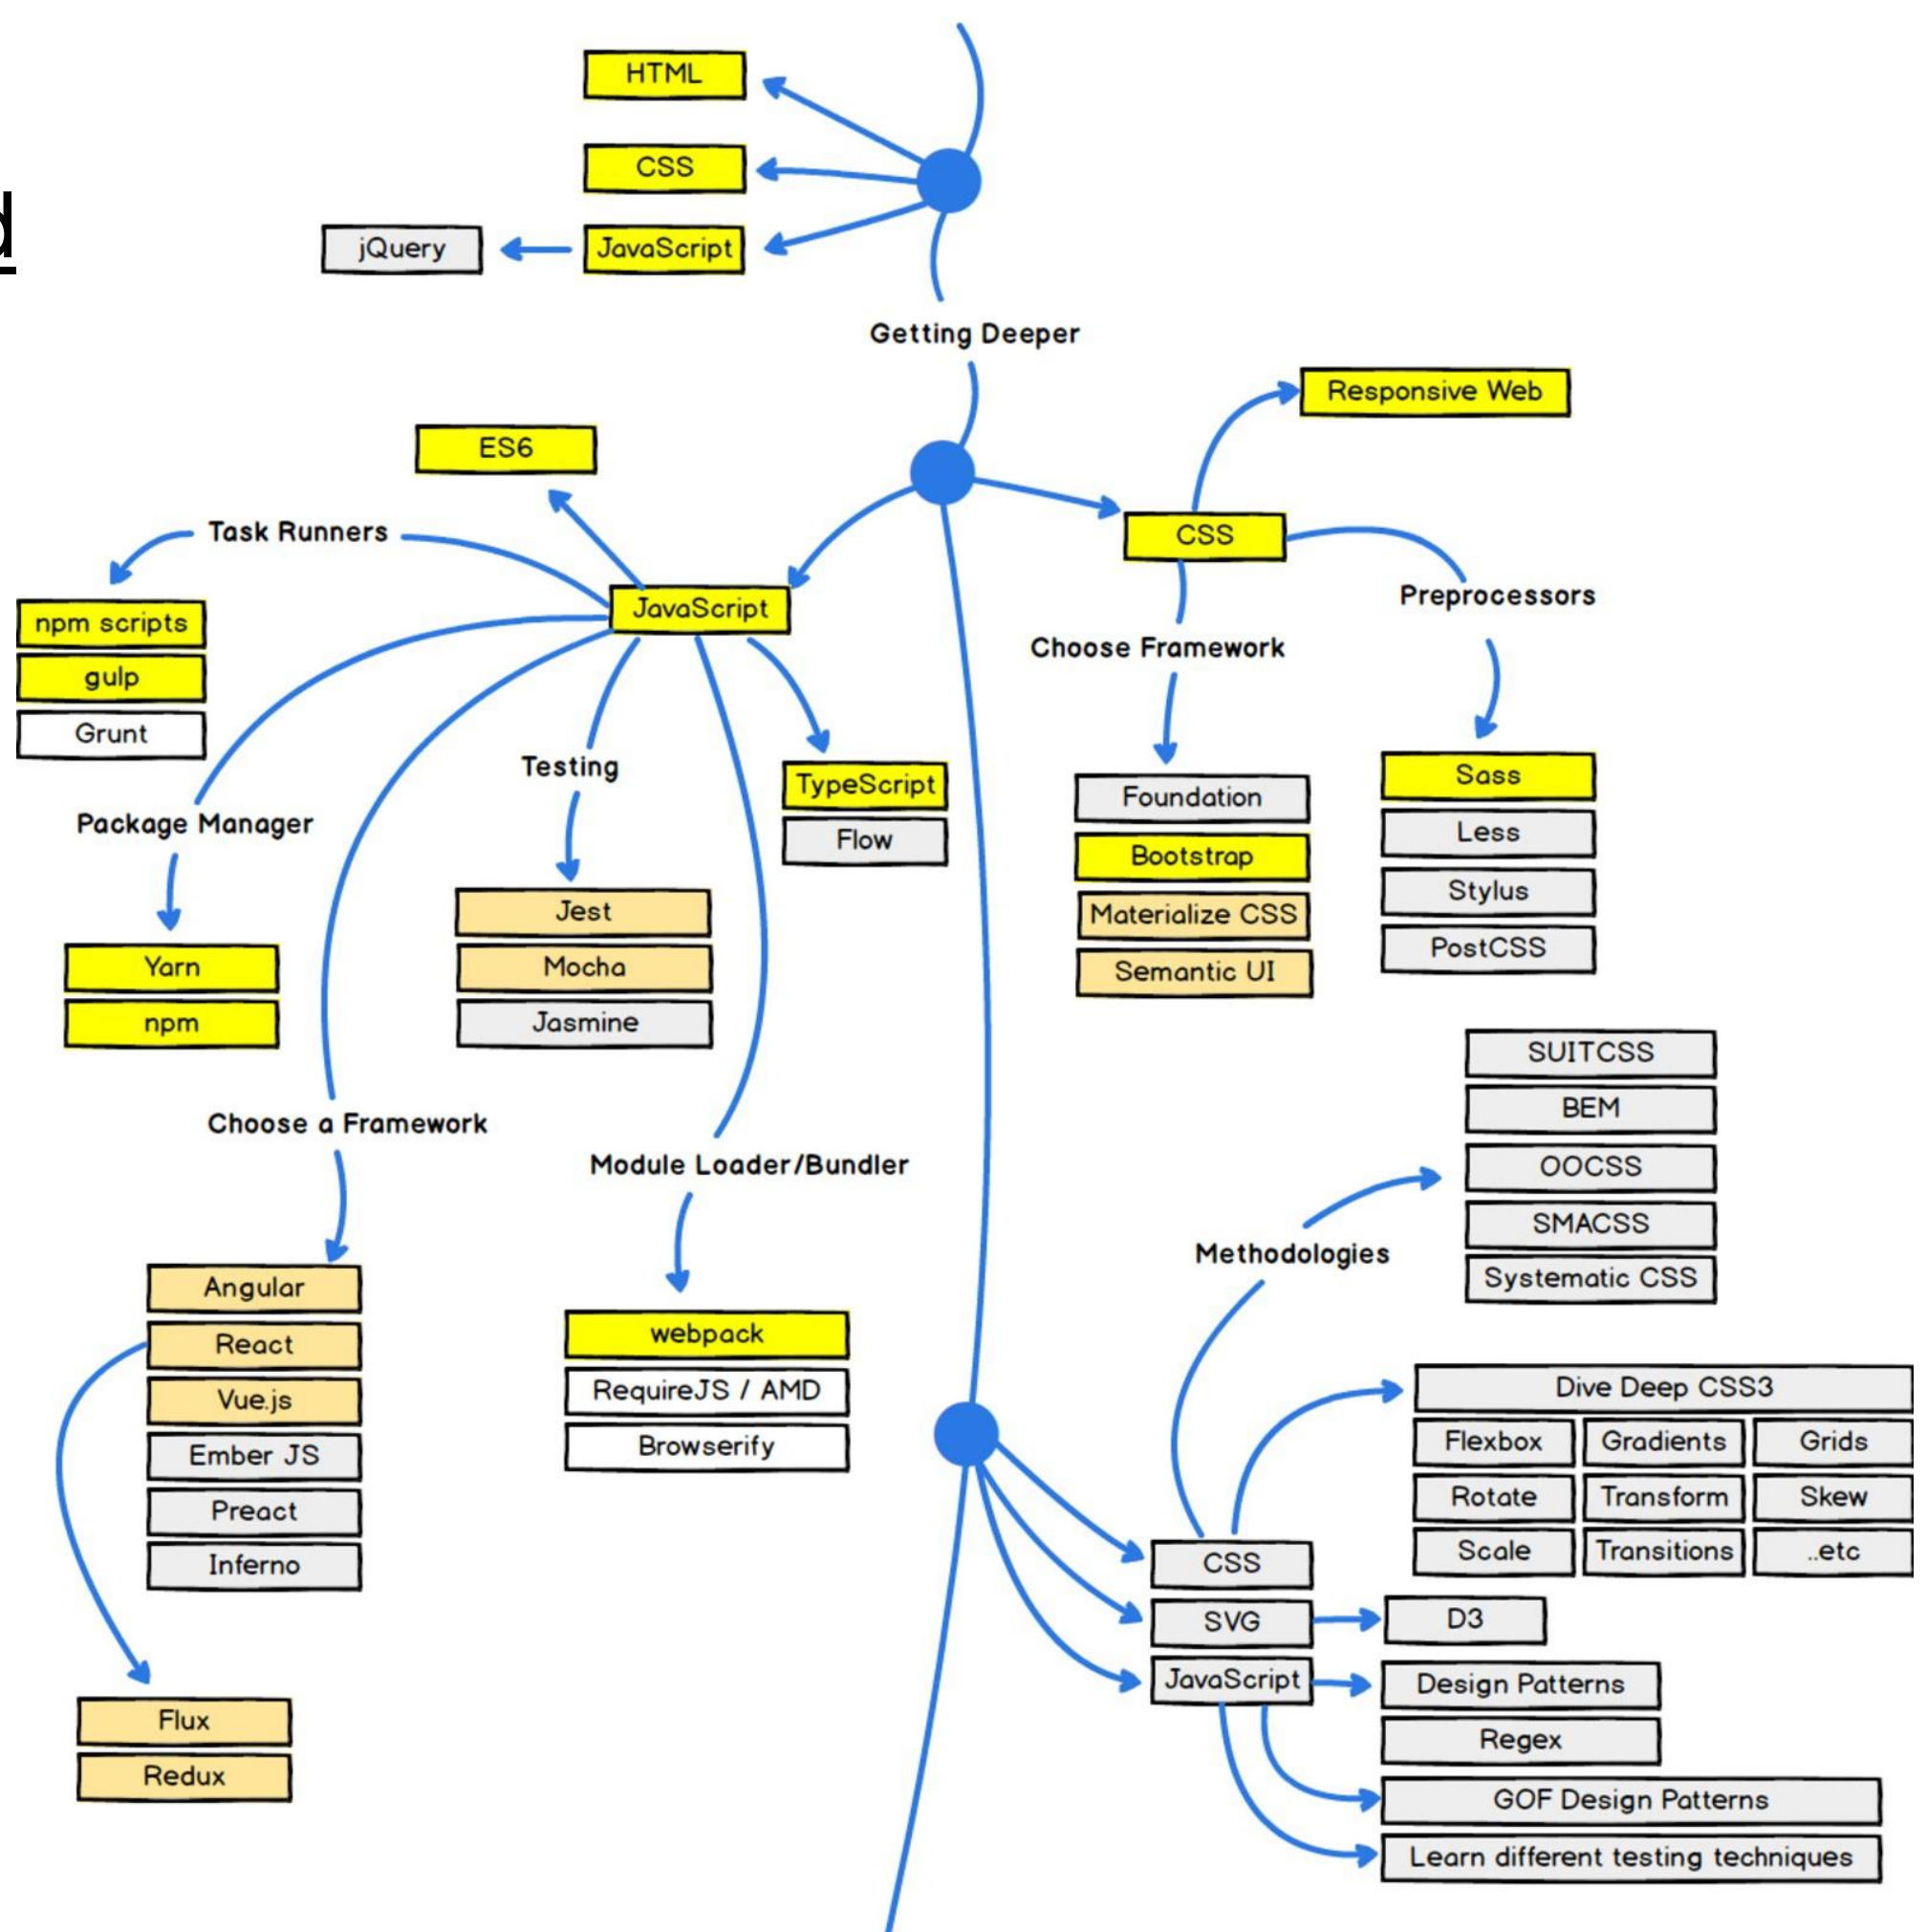 HTML
CSS
d
jQuery
JavaScript
Getting Deeper
Responsive Web
ES6
Task Runners
CSS
npm scripts
gulp
Grunt
JavaScript
Preprocessors
Choose Framework
Testing
TypeScript
Flow
Package Manager
Foundation
Bootstrap
Materialize CSS
Semantic UI
Sass
Less
Stylus
PostCSS
Yarn
npm
Jest
Mocha
Jasmine
SUITCSS
BEM
OOCSS
SMACSS
Systematic CSS
Choose a Framework
Module Loader/Bundler
Methodologies
Angular
React
Vue.js
Ember JS
Preact
Inferno
webpack
RequireJS / AMD
Browserify
Dive Deep CSS3
Flexbox Gradients Grids
Rotate Transform Skew
Scale Transitions ..etc
CSS
SVG
D3
JavaScript
Design Patterns
Regex
Flux
Redux
GOF Design Patterns
Learn different testing techniques